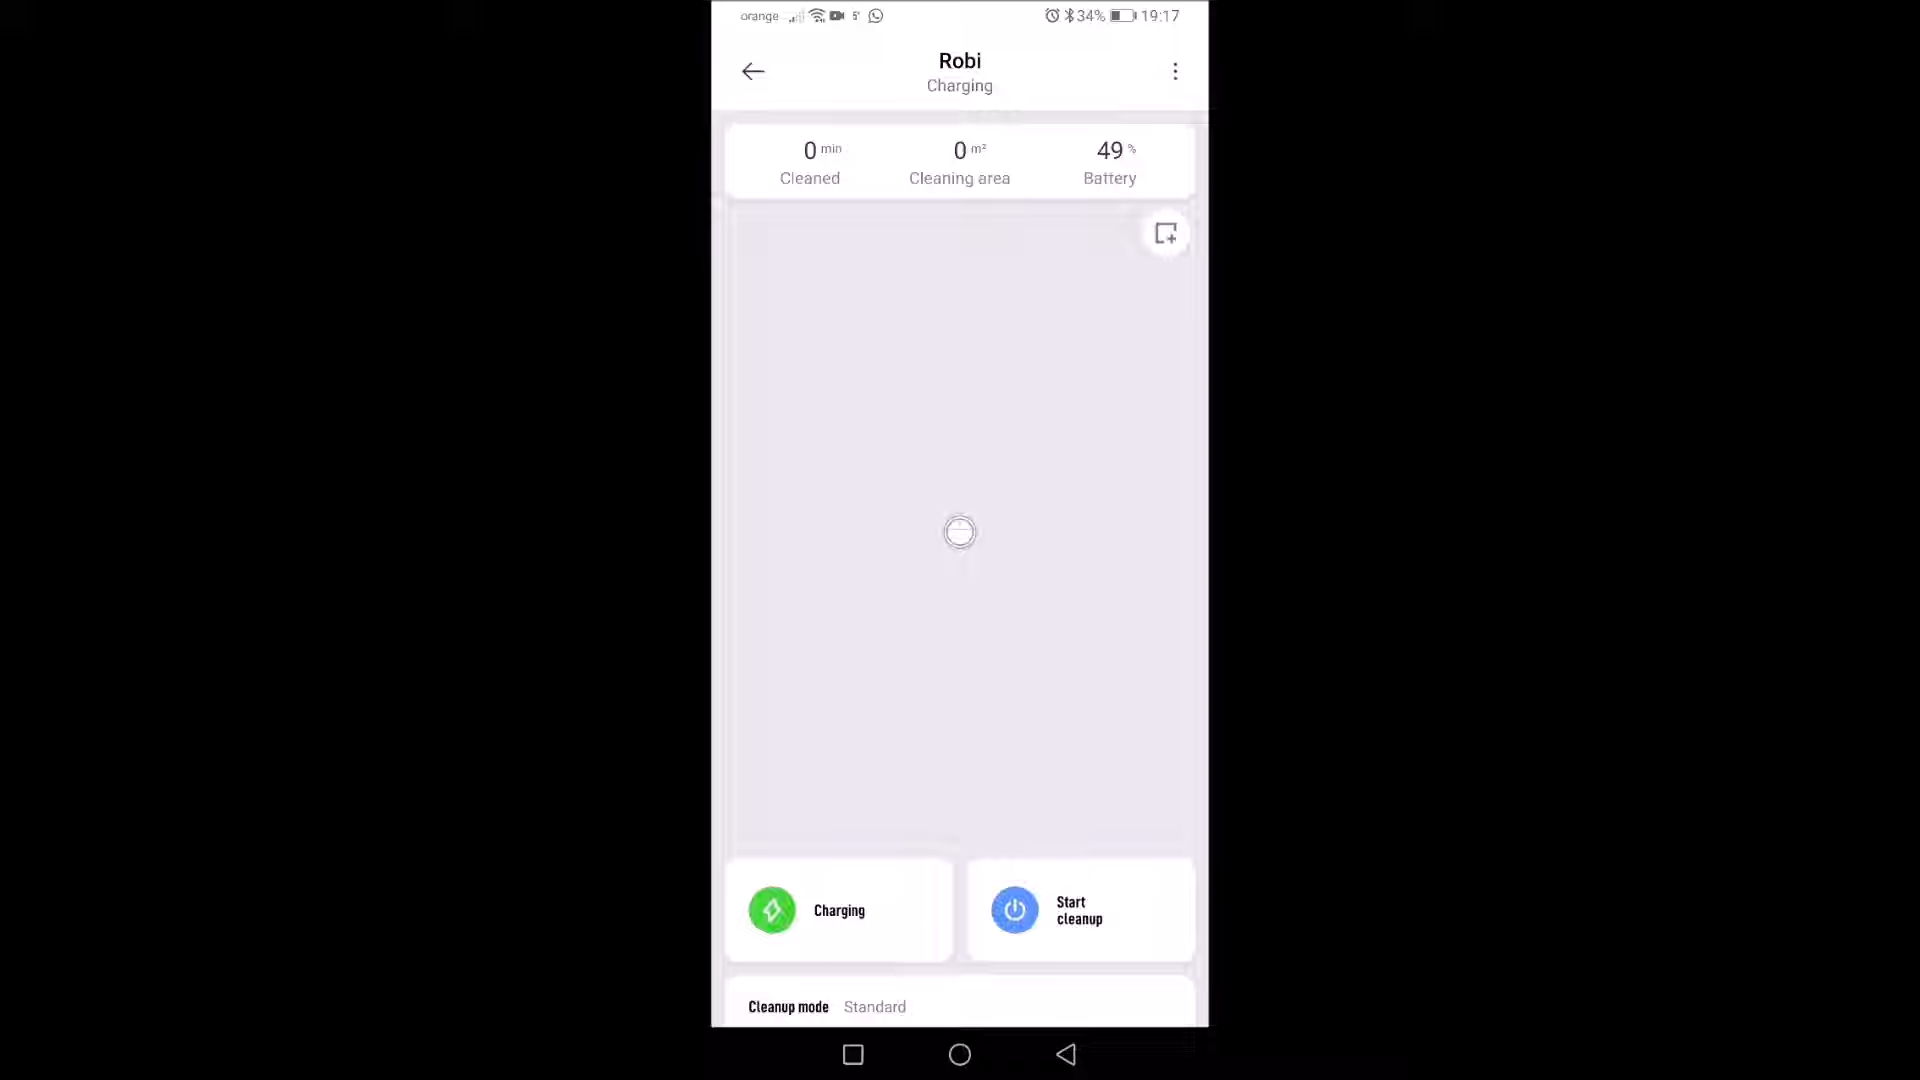 orange 34% 19:17
Robi
Charging
0 min 0 m² 49 %
Cleaned Cleaning area Battery
Charging
Start
cleanup
Cleanup mode Standard